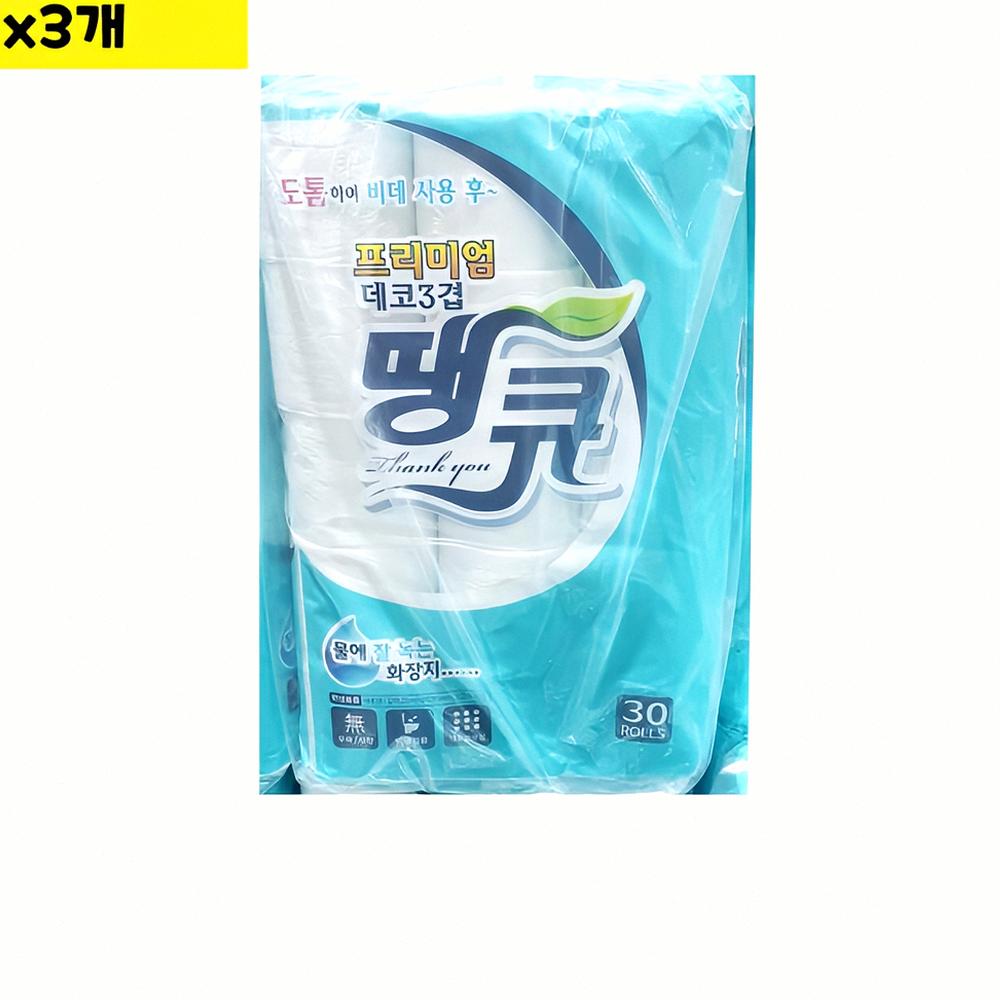 x3개
도톰·하이 비데 사용 후~
프리미엄
데코3겹
땡큐
Thank you
물에 잘 녹는
화장지......
無
30
ROLLS